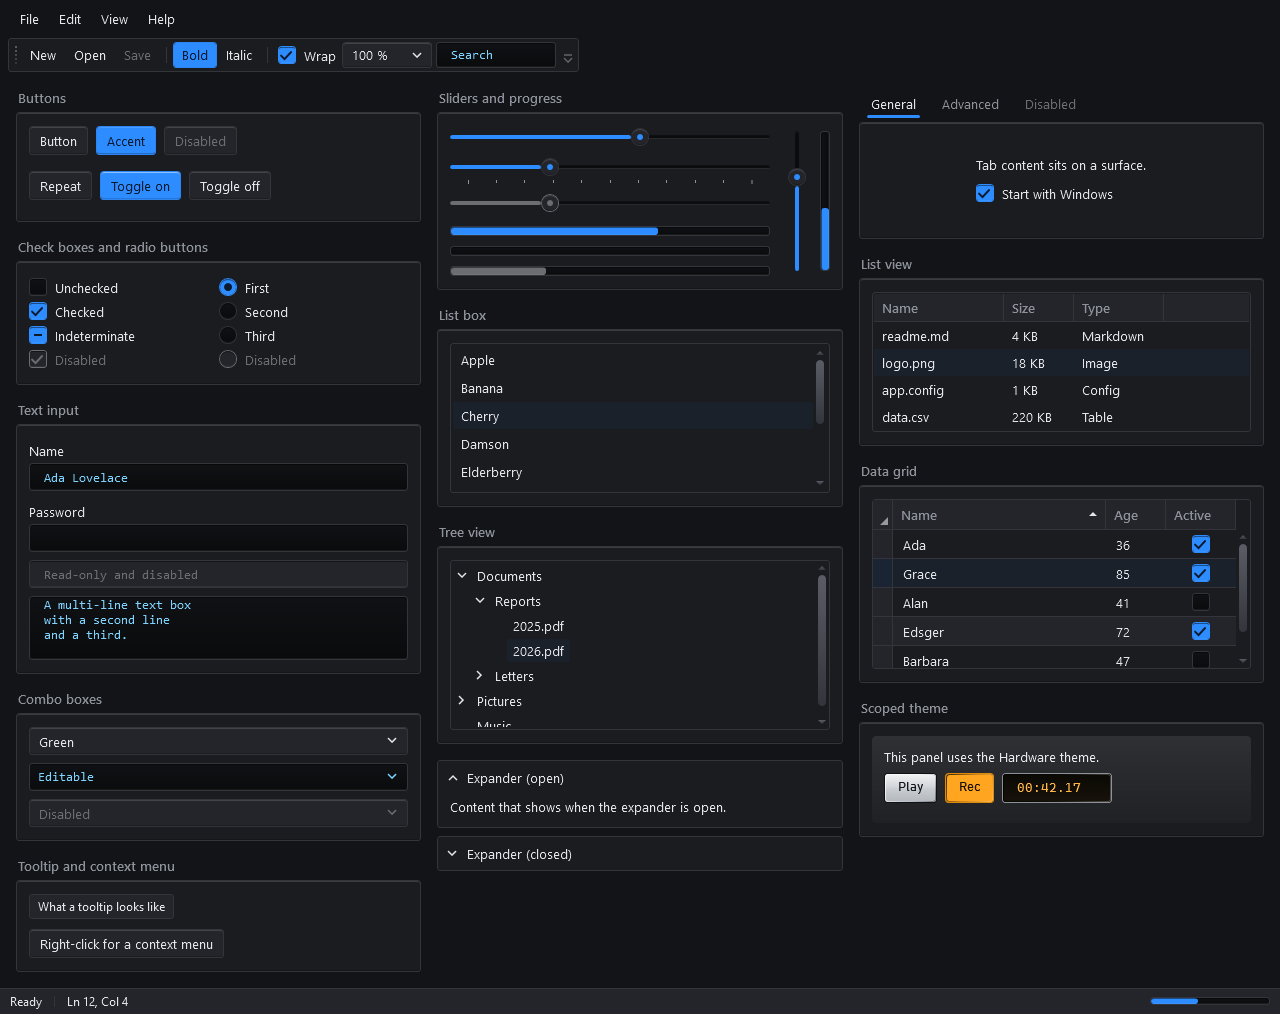 File Edit View Help
New Open Save Bold Italic Wrap 100 % Search
Buttons
Button Accent Disabled
Repeat Toggle on Toggle off
Check boxes and radio buttons
Unchecked First
Checked Second
Indeterminate Third
Disabled Disabled
Text input
Name
Ada Lovelace
Password
Read-only and disabled
A multi-line text box
with a second line
and a third.
Combo boxes
Green
Editable
Disabled
Tooltip and context menu
What a tooltip looks like
Right-click for a context menu
Sliders and progress
List box
Apple
Banana
Cherry
Damson
Elderberry
Tree view
Documents
Reports
2025.pdf
2026.pdf
Letters
Pictures
Music
Expander (open)
Content that shows when the expander is open.
Expander (closed)
General Advanced Disabled
Tab content sits on a surface.
Start with Windows
List view
Name Size Type
readme.md 4 KB Markdown
logo.png 18 KB Image
app.config 1 KB Config
data.csv 220 KB Table
Data grid
Name Age Active
Ada 36
Grace 85
Alan 41
Edsger 72
Barbara 47
Scoped theme
This panel uses the Hardware theme.
Play Rec 00:42.17
Ready Ln 12, Col 4